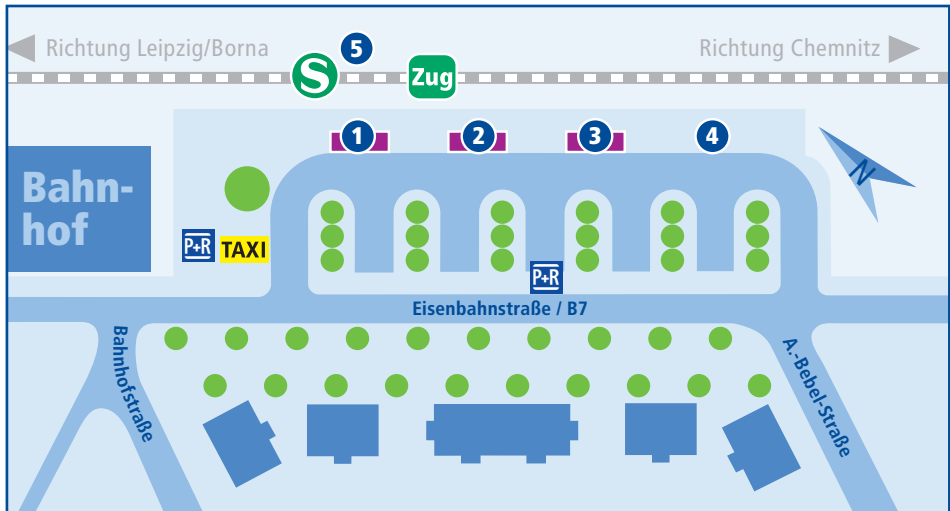 Richtung Leipzig/Borna
5
Richtung Chemnitz
S
Zug
1
2
3
4
N
Bahn-
hof
P+R
TAXI
P+R
Eisenbahnstraße / B7
Bahnhofstraße
A.-Bebel-Straße